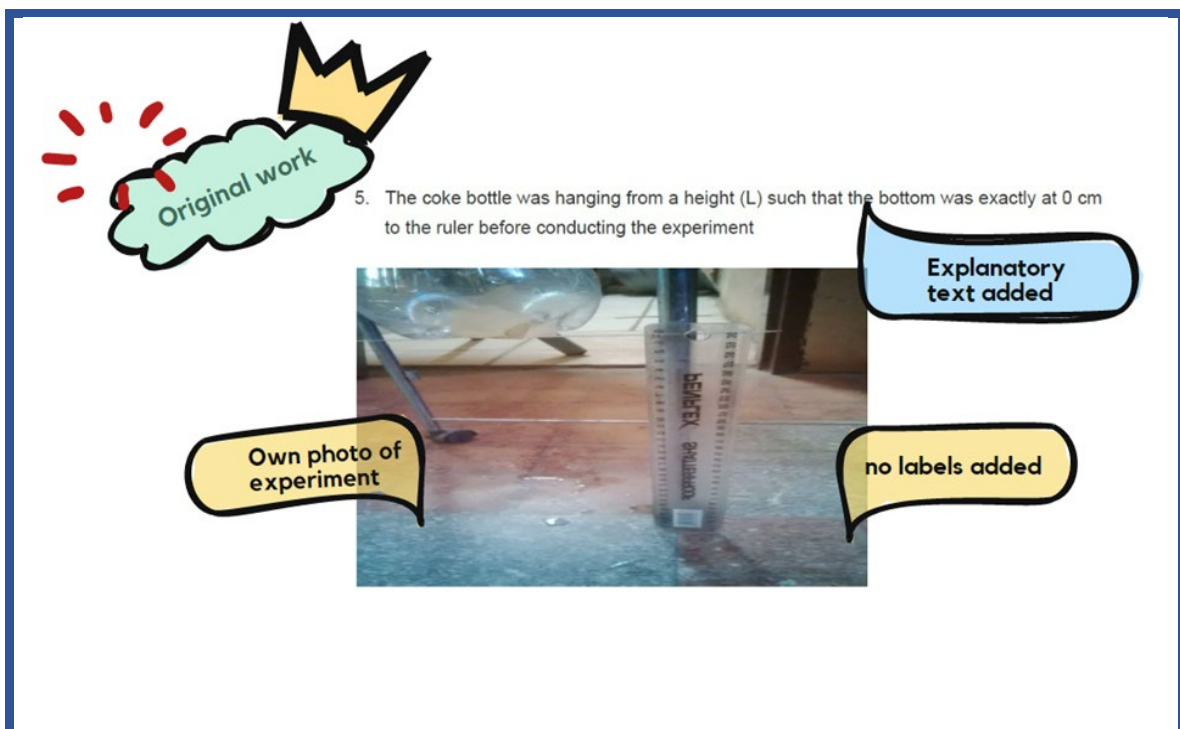 Original work
5. The coke bottle was hanging from a height (L) such that the bottom was exactly at 0 cm
to the ruler before conducting the experiment
Explanatory
text added
Own photo of
experiment
no labels added